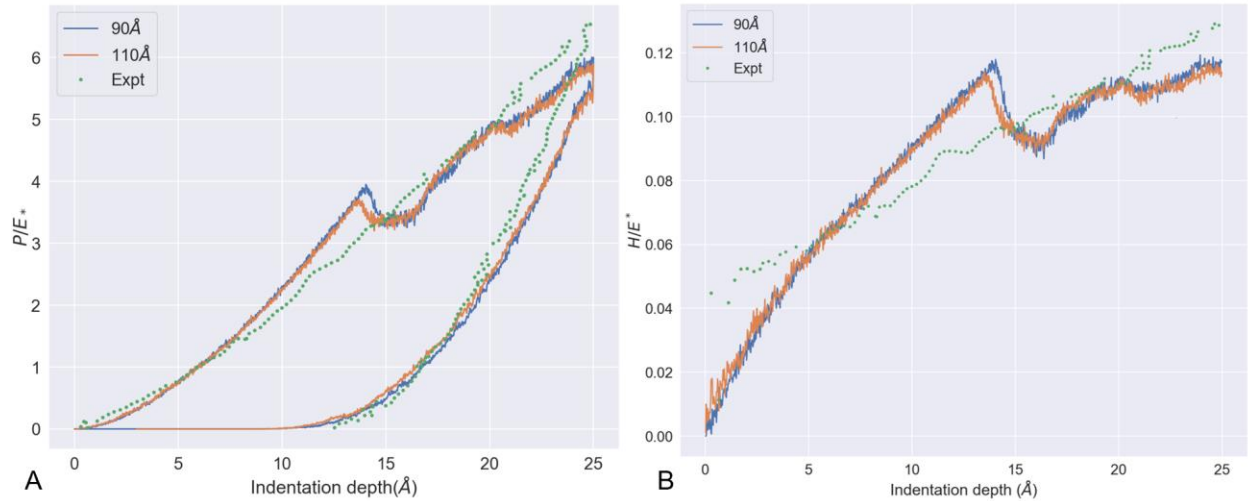 90Å
110Å
Expt
6
5
4
3
2
1
0
P/E*
0 5 10 15 20 25
Indentation depth(Å)
A
90Å
110Å
Expt
0.12
0.10
0.08
0.06
0.04
0.02
0.00
H/E*
0 5 10 15 20 25
Indentation depth (Å)
B